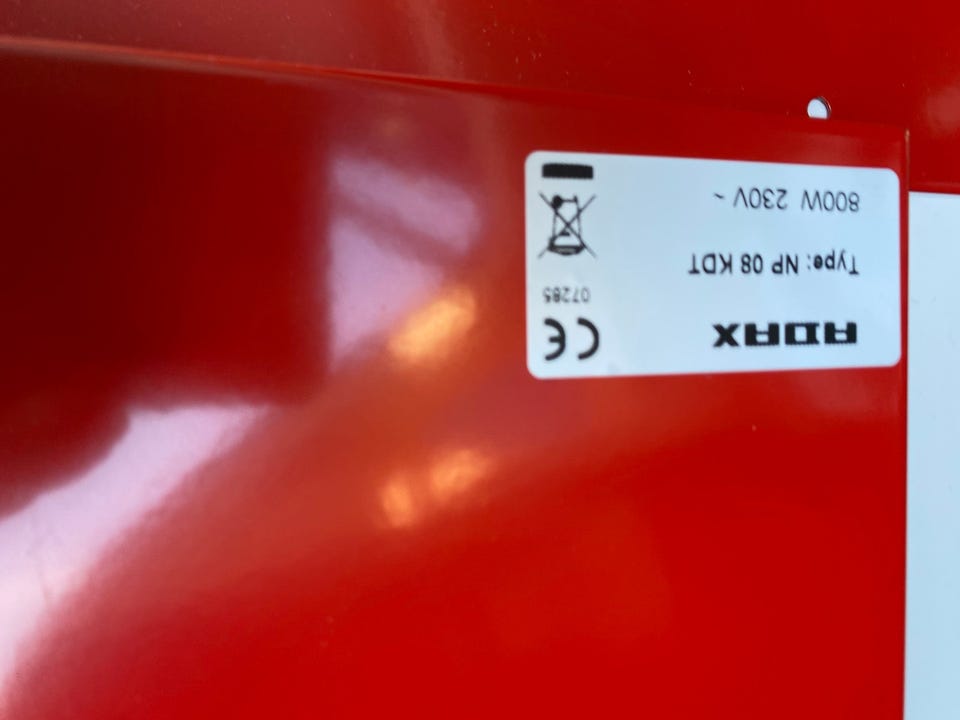 ADAX
CE
07285
Type: NP 08 KDT
800W 230V ~